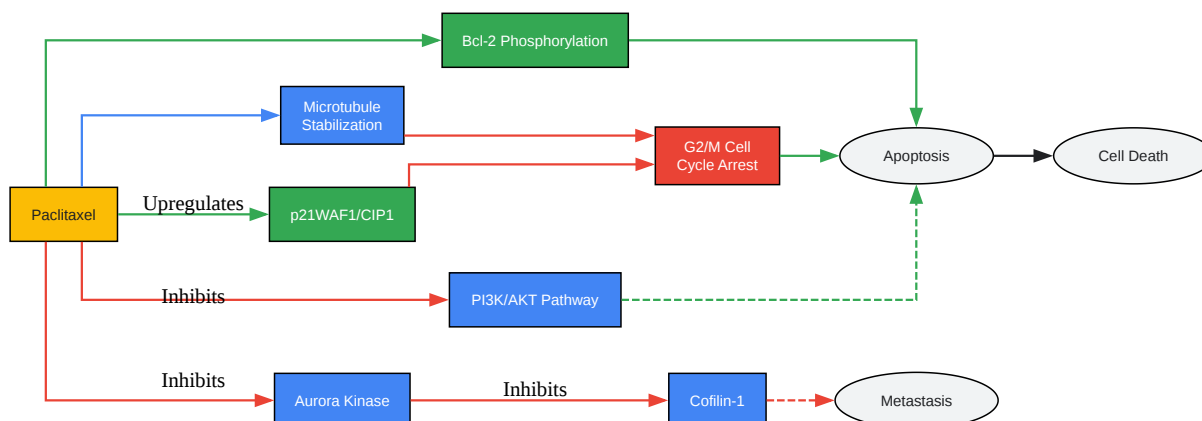 Bcl-2 Phosphorylation
Microtubule
Stabilization
G2/M Cell
Cycle Arrest
Apoptosis
Cell Death
Paclitaxel
Upregulates
p21WAF1/CIP1
Inhibits
PI3K/AKT Pathway
Inhibits
Aurora Kinase
Inhibits
Cofilin-1
Metastasis